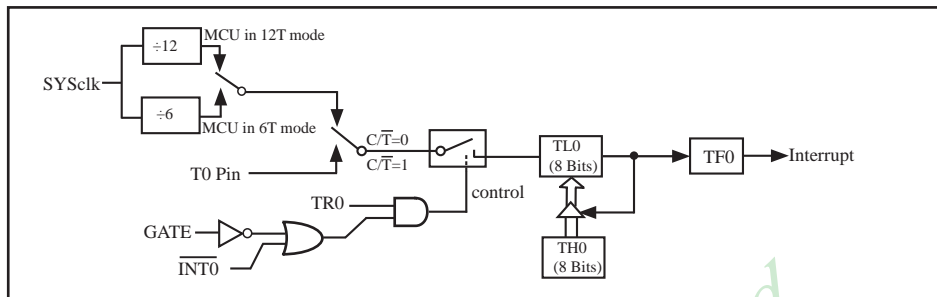 ÷12
MCU in 12T mode
SYSclk
÷6
MCU in 6T mode
C/T̅=0
C/T̅=1
T0 Pin
TL0
(8 Bits)
TF0
Interrupt
control
TR0
GATE
I̅N̅T̅0̅
TH0
(8 Bits)
d